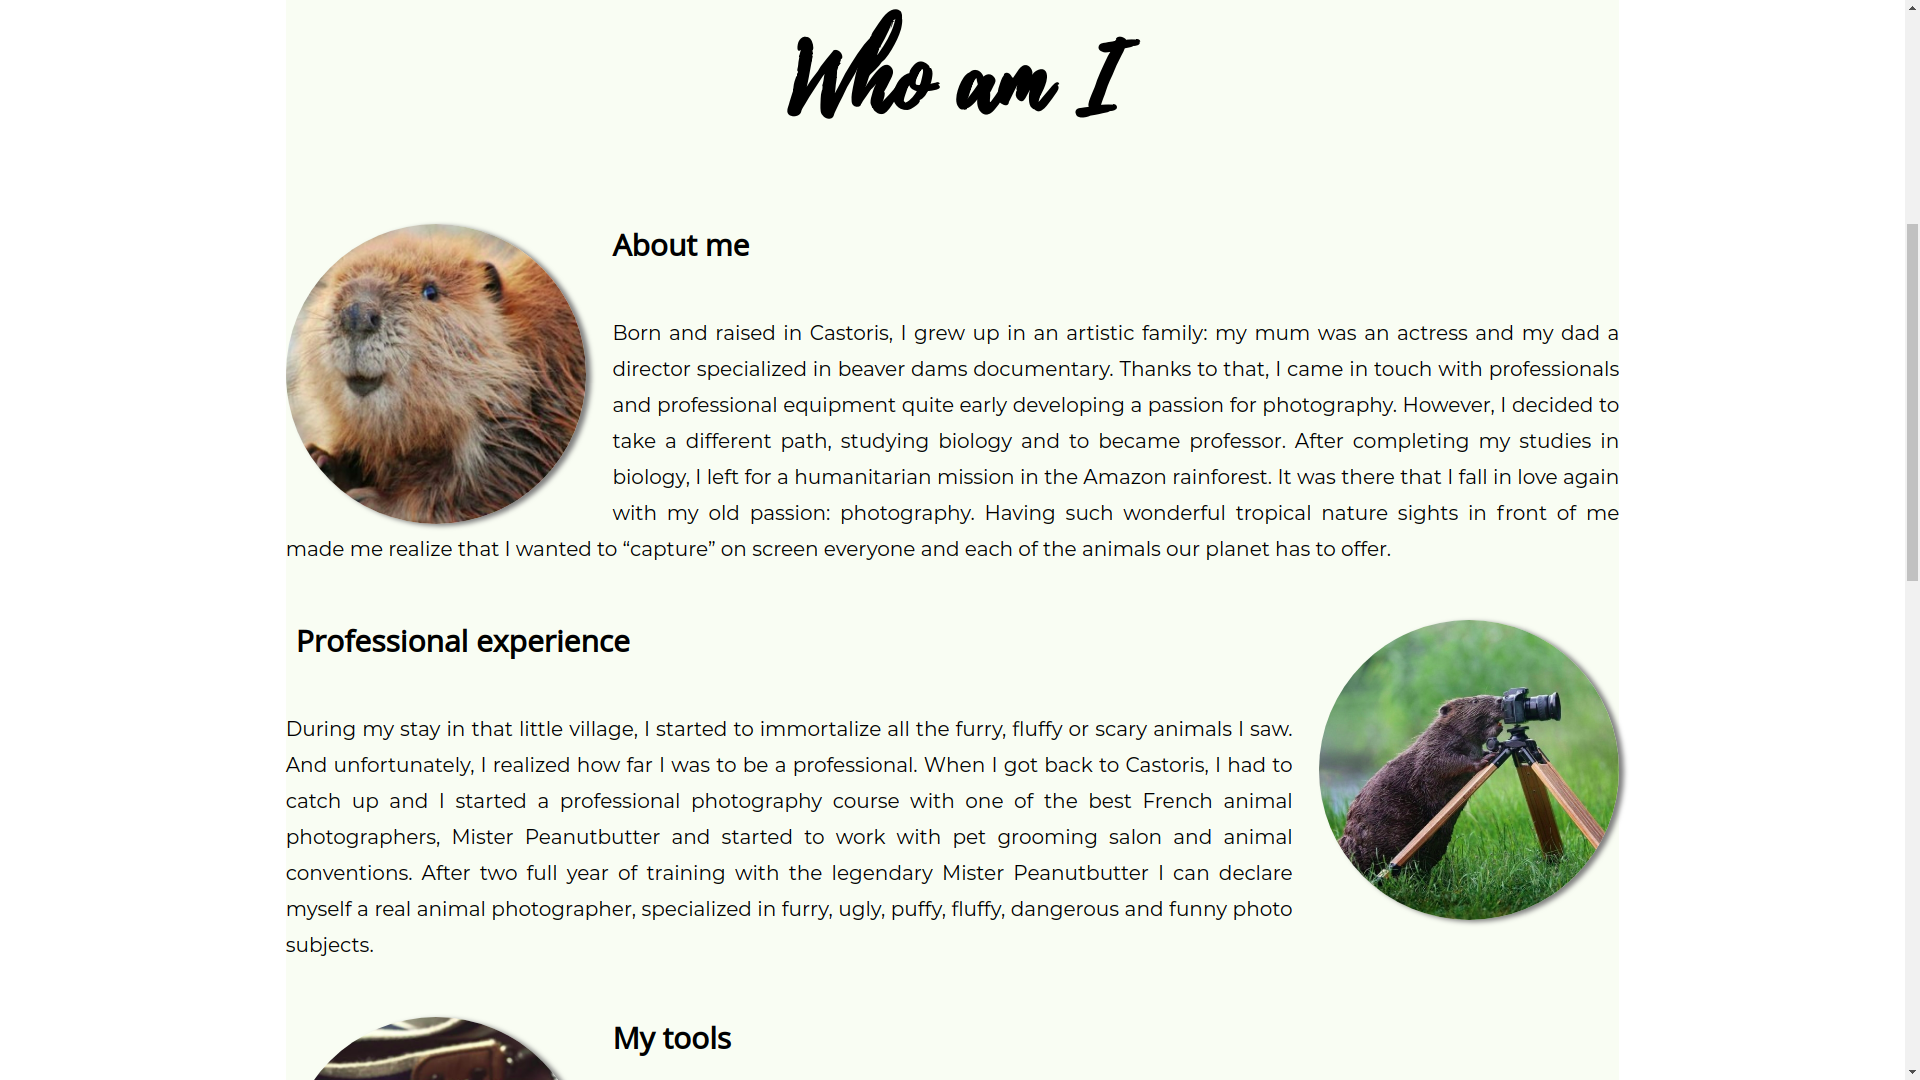 Who am I
About me
Born and raised in Castoris, I grew up in an artistic family: my mum was an actress and my dad a
director specialized in beaver dams documentary. Thanks to that, I came in touch with professionals
and professional equipment quite early developing a passion for photography. However, I decided to
take a different path, studying biology and to became professor. After completing my studies in
biology, I left for a humanitarian mission in the Amazon rainforest. It was there that I fall in love again
with my old passion: photography. Having such wonderful tropical nature sights in front of me
made me realize that I wanted to “capture” on screen everyone and each of the animals our planet has to offer.
Professional experience
During my stay in that little village, I started to immortalize all the furry, fluffy or scary animals I saw.
And unfortunately, I realized how far I was to be a professional. When I got back to Castoris, I had to
catch up and I started a professional photography course with one of the best French animal
photographers, Mister Peanutbutter and started to work with pet grooming salon and animal
conventions. After two full year of training with the legendary Mister Peanutbutter I can declare
myself a real animal photographer, specialized in furry, ugly, puffy, fluffy, dangerous and funny photo
subjects.
My tools